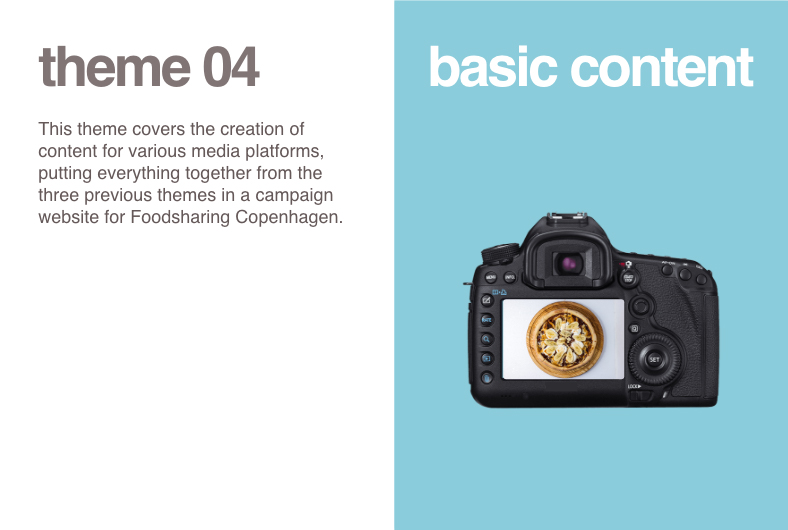 theme 04
This theme covers the creation of
content for various media platforms,
putting everything together from the
three previous themes in a campaign
website for Foodsharing Copenhagen.
basic content
MENU
INFO.
RATE
SET
LOCK